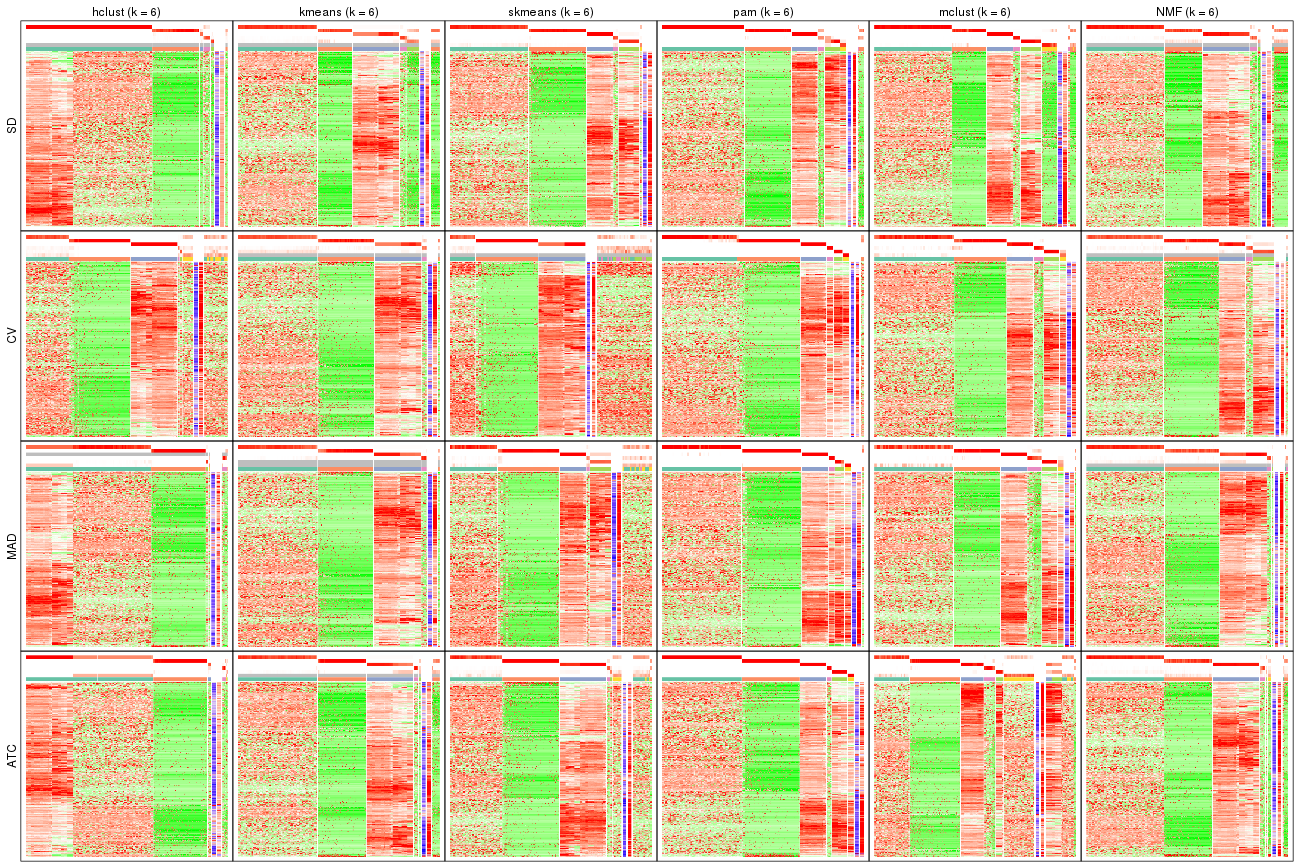 hclust (k = 6)
kmeans (k = 6)
skmeans (k = 6)
pam (k = 6)
mclust (k = 6)
NMF (k = 6)
SD
CV
MAD
ATC